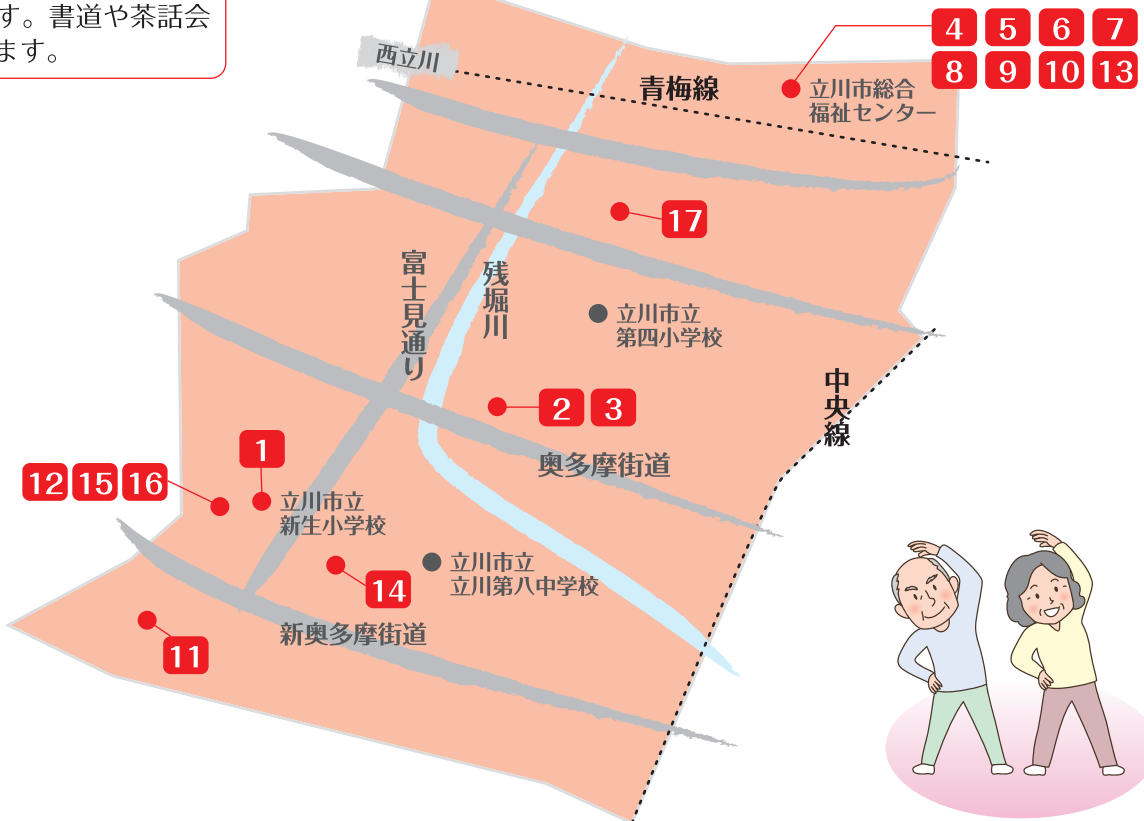 す。書道や茶話会
ます。
西立川
青梅線
立川市総合
福祉センター
4 5 6 7
8 9 10 13
17
富士見通り
残堀川
立川市立
第四小学校
中央線
2 3
奥多摩街道
1
12 15 16
立川市立
新生小学校
立川市立
立川第八中学校
14
新奥多摩街道
11